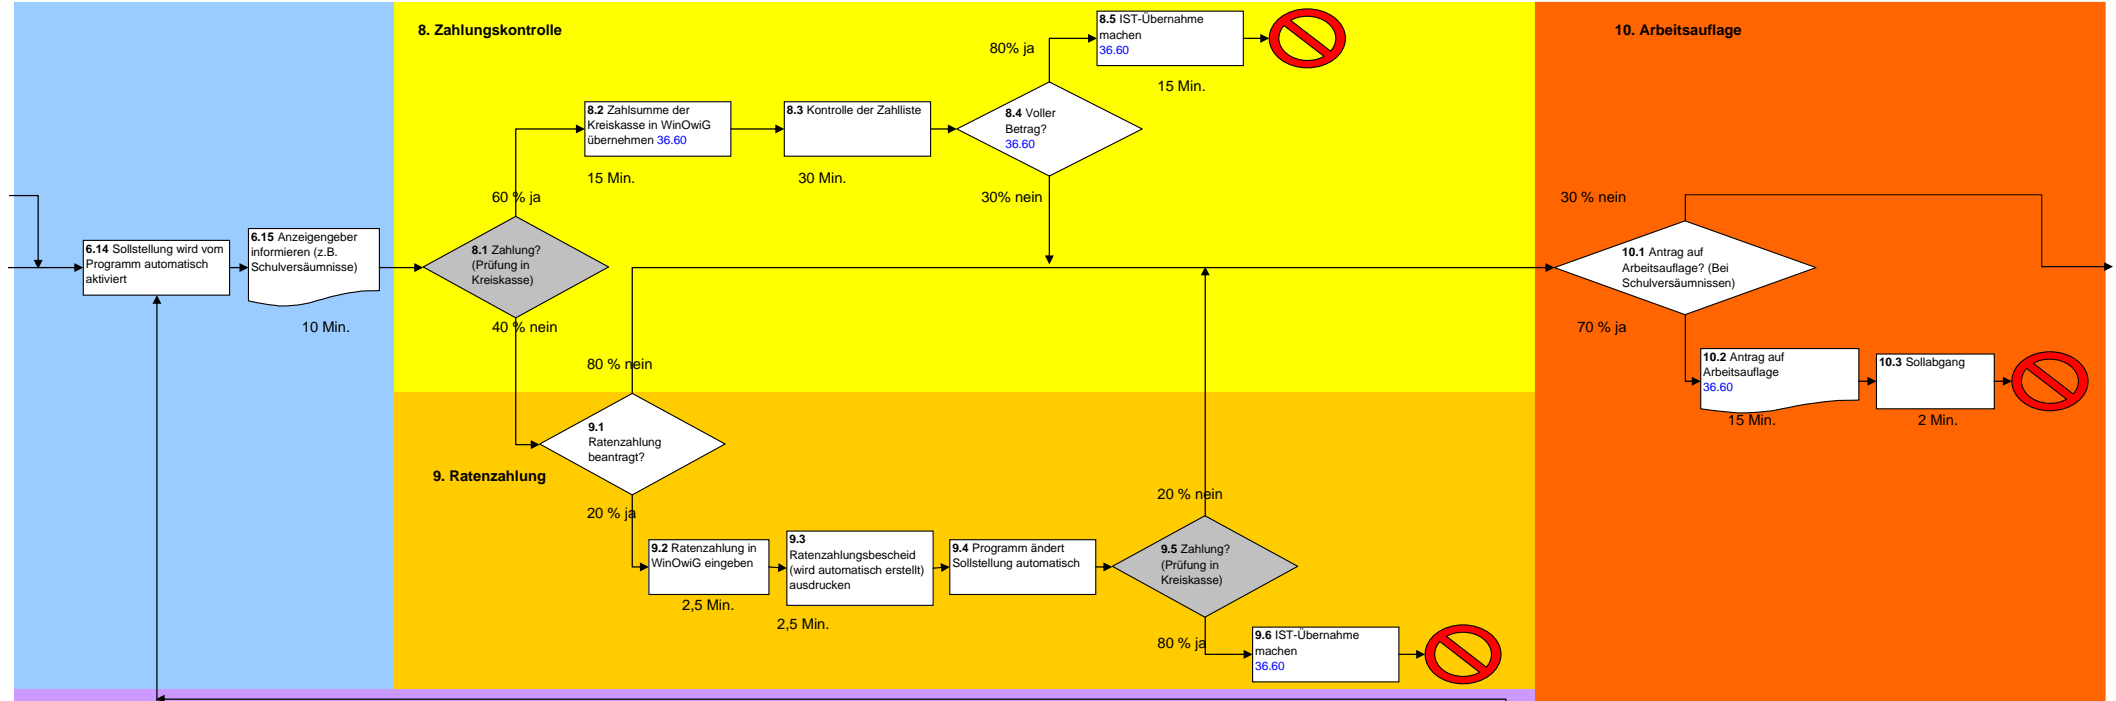 8. Zahlungskontrolle
10. Arbeitsauflage
8.5 IST-Übernahme
machen
36.60
80% ja
15 Min.
8.2 Zahlsumme der
Kreiskasse in WinOwiG
übernehmen 36.60
15 Min.
8.3 Kontrolle der Zahlliste
30 Min.
8.4 Voller
Betrag?
36.60
60 % ja
30% nein
30 % nein
6.14 Sollstellung wird vom
Programm automatisch
aktiviert
6.15 Anzeigengeber
informieren (z.B.
Schulversäumnisse)
10 Min.
8.1 Zahlung?
(Prüfung in
Kreiskasse)
40 % nein
10.1 Antrag auf
Arbeitsauflage? (Bei
Schulversäumnissen)
70 % ja
80 % nein
10.2 Antrag auf
Arbeitsauflage
36.60
15 Min.
10.3 Sollabgang
2 Min.
9.1
Ratenzahlung
beantragt?
9. Ratenzahlung
20 % ja
20 % nein
9.2 Ratenzahlung in
WinOwiG eingeben
2,5 Min.
9.3
Ratenzahlungsbescheid
(wird automatisch erstellt)
ausdrucken
2,5 Min.
9.4 Programm ändert
Sollstellung automatisch
9.5 Zahlung?
(Prüfung in
Kreiskasse)
80 % ja
9.6 IST-Übernahme
machen
36.60